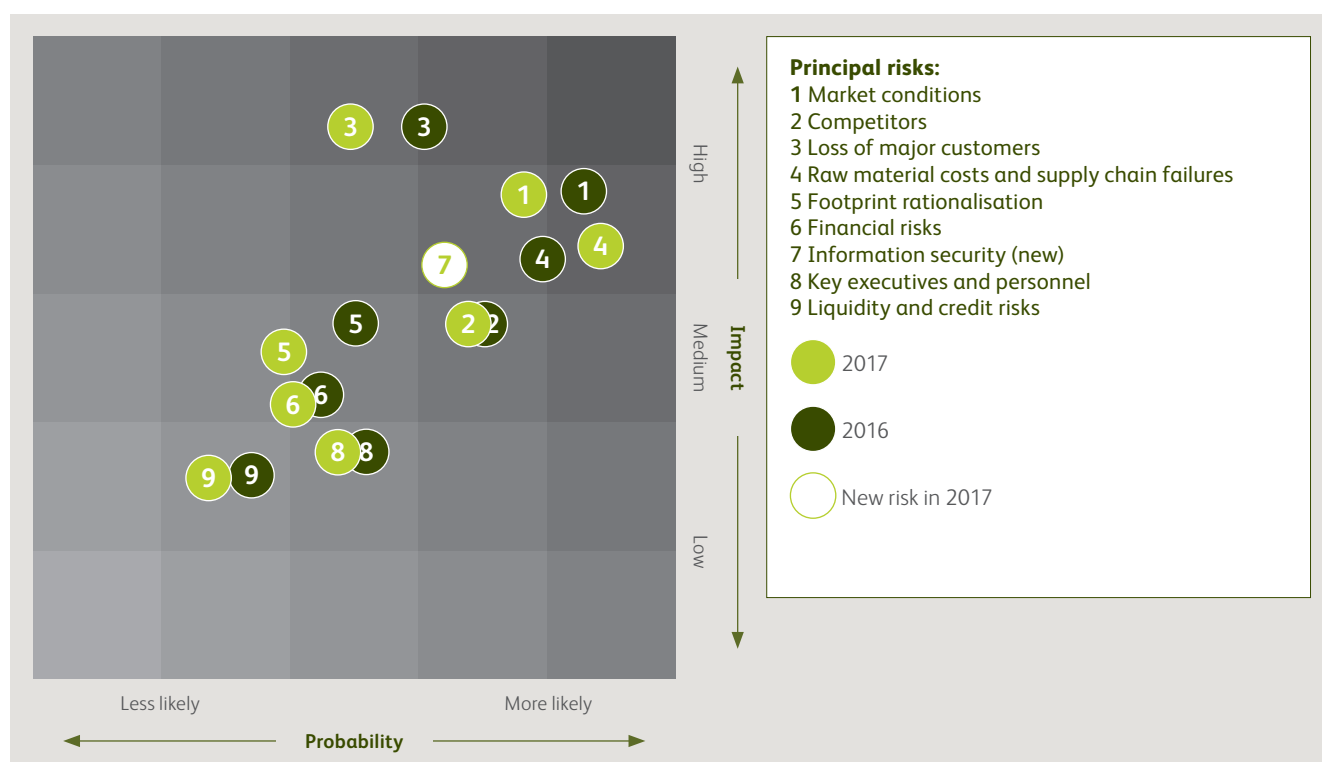 3
3
1
1
4
4
7
2
2
5
5
6
6
8
8
9
9
High
Medium
Low
Impact
Less likely
More likely
Probability
Principal risks:
1 Market conditions
2 Competitors
3 Loss of major customers
4 Raw material costs and supply chain failures
5 Footprint rationalisation
6 Financial risks
7 Information security (new)
8 Key executives and personnel
9 Liquidity and credit risks
2017
2016
New risk in 2017